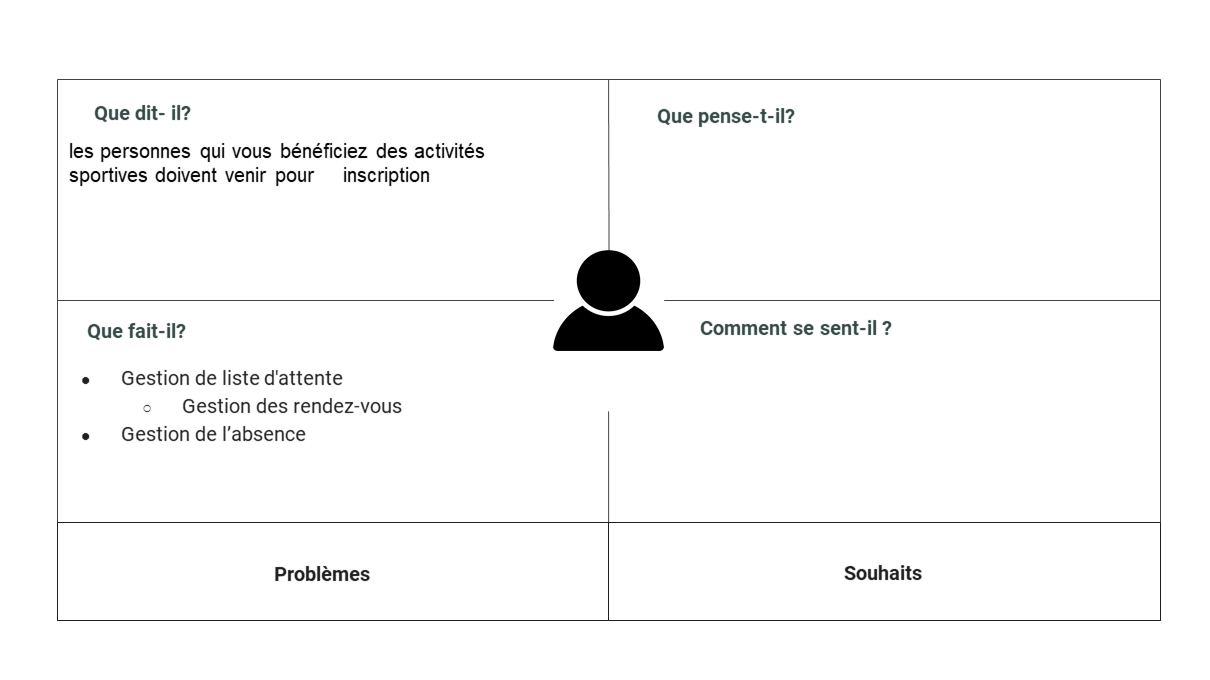 Que dit- il?
les personnes qui vous bénéficiez des activités
sportives doivent venir pour inscription
Que pense-t-il?
Que fait-il?
● Gestion de liste d'attente
○ Gestion des rendez-vous
● Gestion de l’absence
Comment se sent-il ?
Problèmes
Souhaits